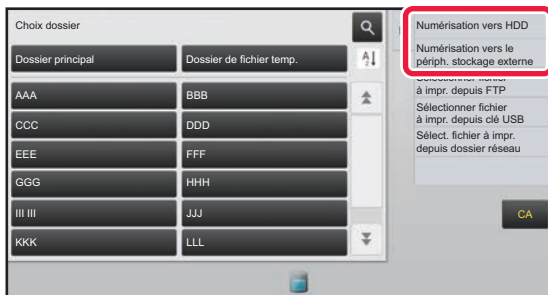 Choix dossier
Dossier principal
Dossier de fichier temp.
AAA
BBB
CCC
DDD
EEE
FFF
GGG
HHH
III III
JJJ
KKK
LLL
Numérisation vers HDD
Numérisation vers le
périph. stockage externe
Sélectionner fichier
à impr. depuis FTP
Sélectionner fichier
à impr. depuis clé USB
Sélect. fichier à impr.
depuis dossier réseau
CA